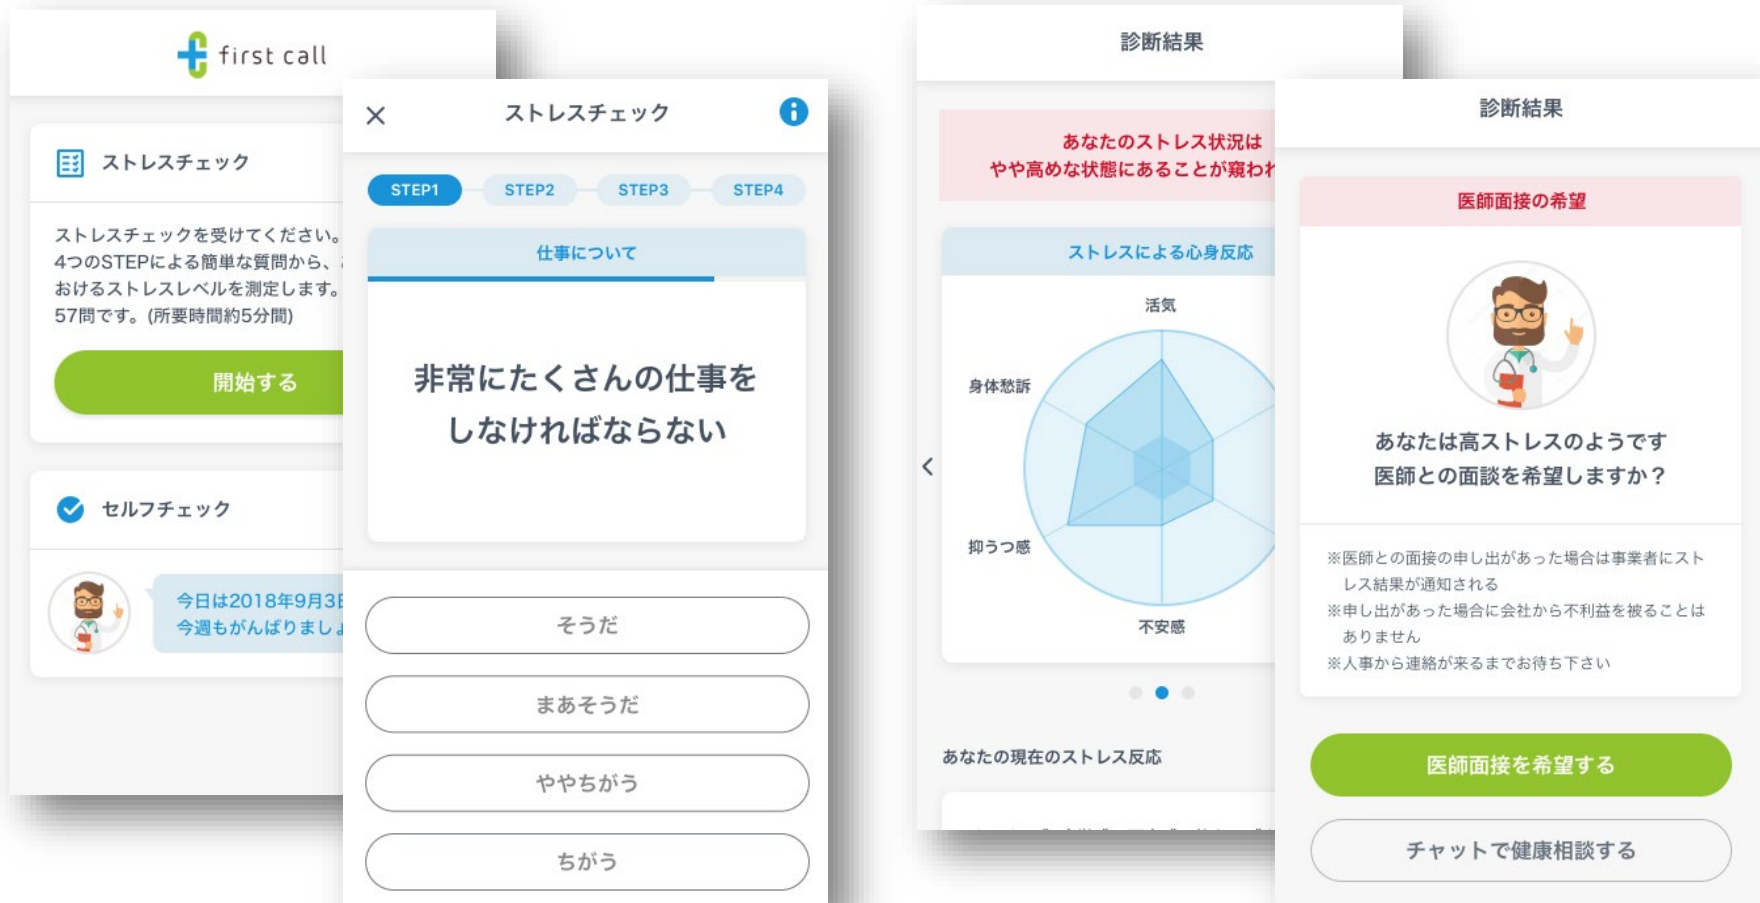 first call
ストレスチェック
ストレスチェックを受けてください。
4つのSTEPによる簡単な質問から、
おけるストレスレベルを測定します。
57問です。(所要時間約5分間)
開始する
セルフチェック
今日は2018年9月3日
今週もがんばりましょ
ストレスチェック
STEP1
STEP2
STEP3
STEP4
仕事について
非常にたくさんの仕事を
しなければならない
そうだ
まあそうだ
ややちがう
ちがう
診断結果
あなたのストレス状況は
やや高めな状態にあることが窺われ
ストレスによる心身反応
活気
身体愁訴
抑うつ感
不安感
あなたの現在のストレス反応
診断結果
医師面接の希望
あなたは高ストレスのようです
医師との面談を希望しますか？
※医師との面接の申し出があった場合は事業者にスト
レス結果が通知される
※申し出があった場合に会社から不利益を被ることは
ありません
※人事から連絡が来るまでお待ち下さい
医師面接を希望する
チャットで健康相談する